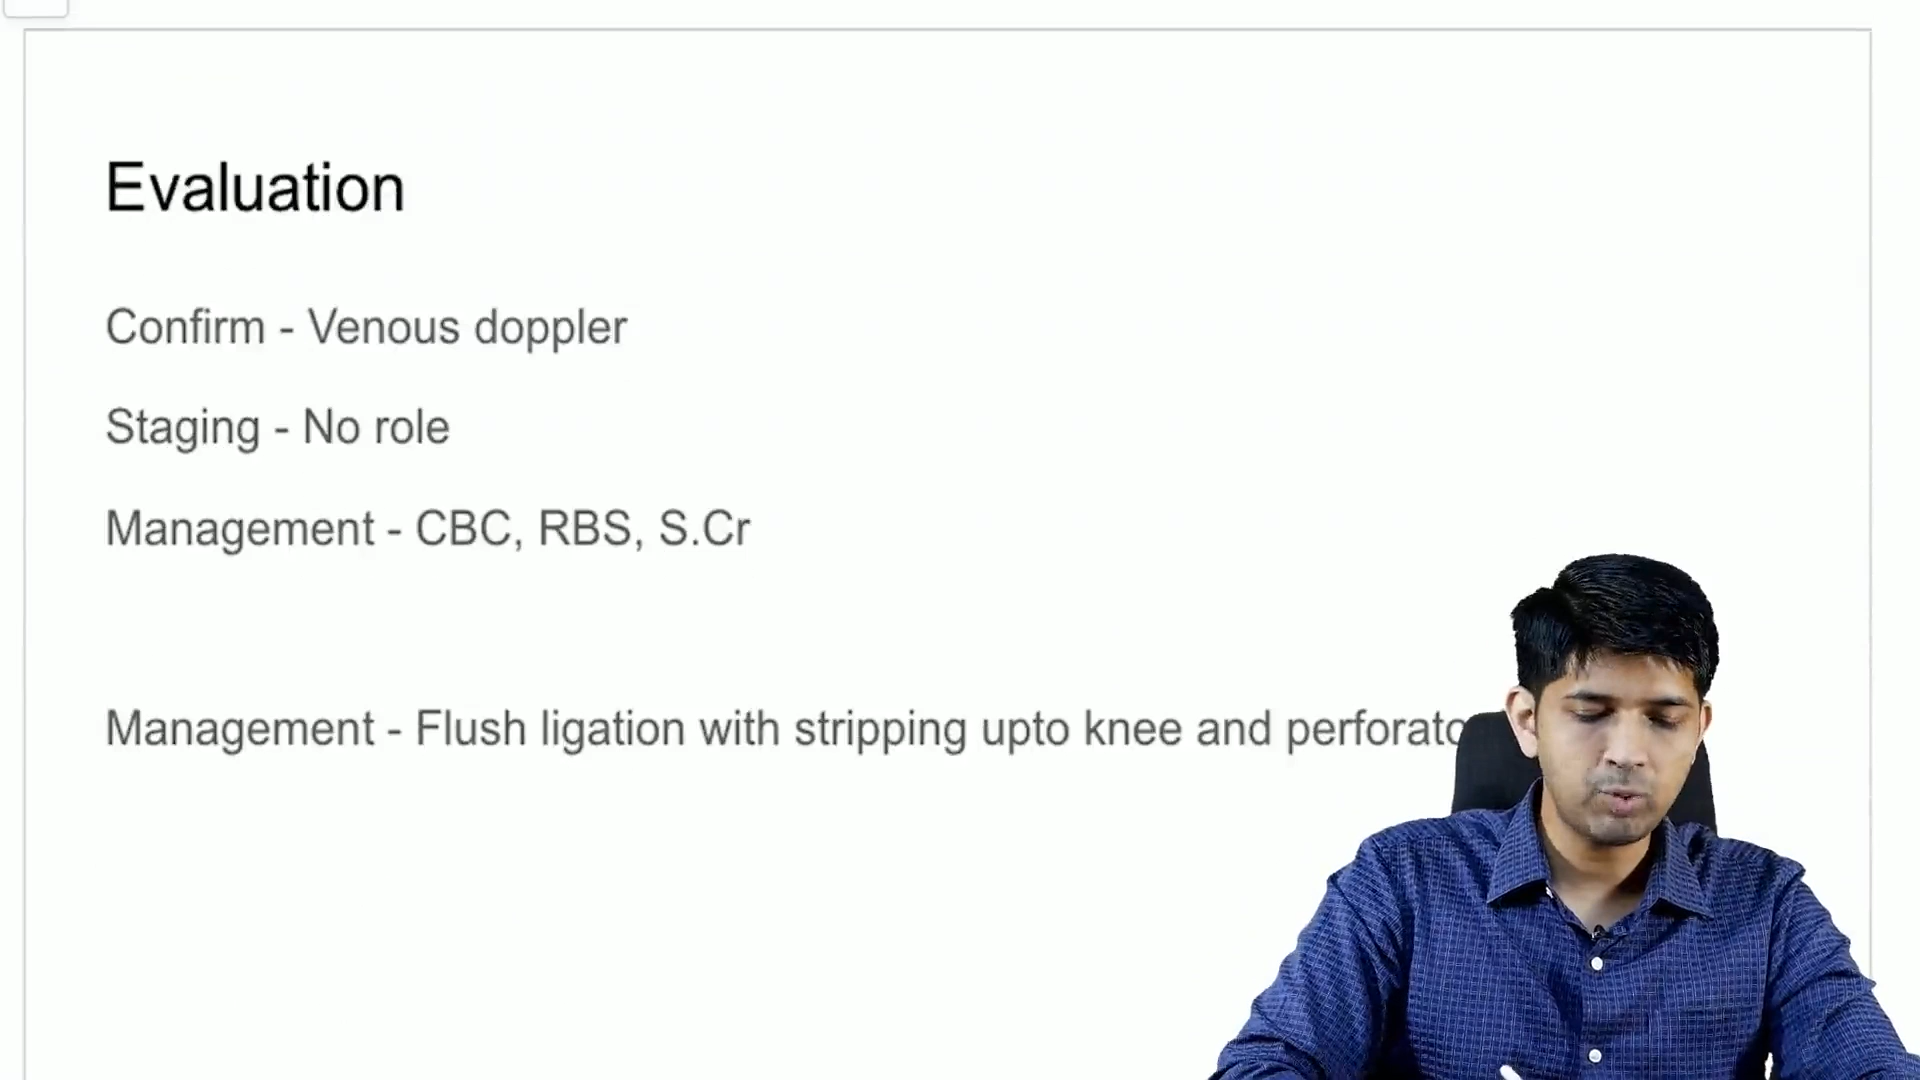 Evaluation
Confirm - Venous doppler
Staging - No role
Management - CBC, RBS, S.Cr
Management - Flush ligation with stripping upto knee and